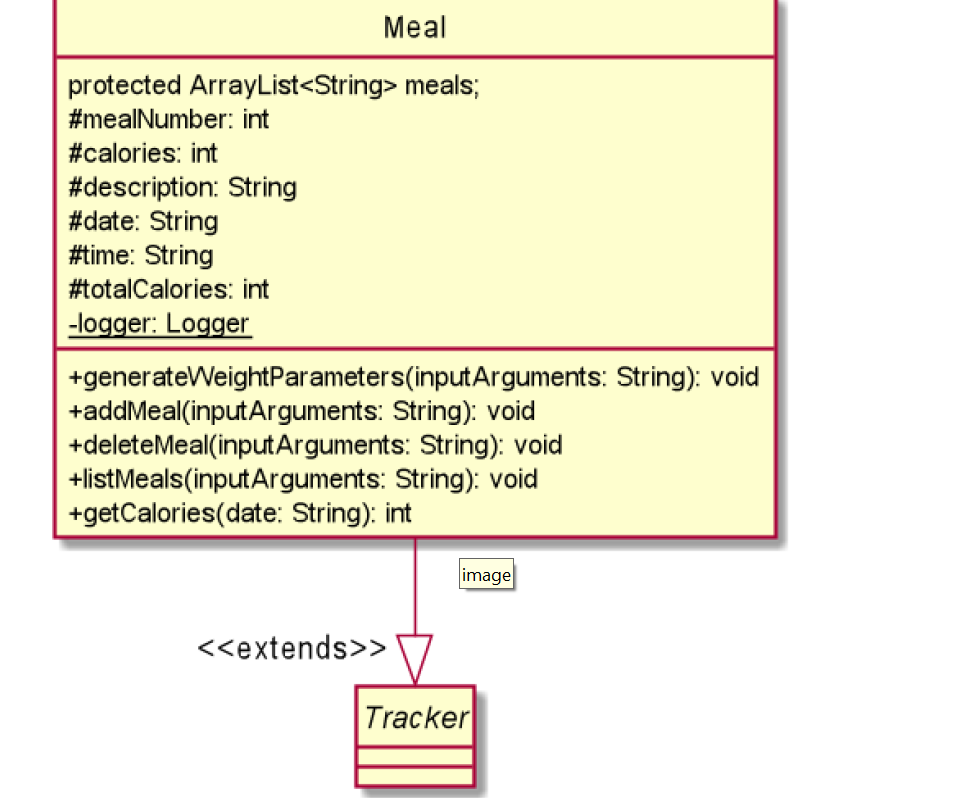 Meal
protected ArrayList<String> meals;
#mealNumber: int
#calories: int
#description: String
#date: String
#time: String
#totalCalories: int
-logger: Logger
+generateWeightParameters(inputArguments: String): void
+addMeal(inputArguments: String): void
+deleteMeal(inputArguments: String): void
+listMeals(inputArguments: String): void
+getCalories(date: String): int
image
<<extends>>
Tracker